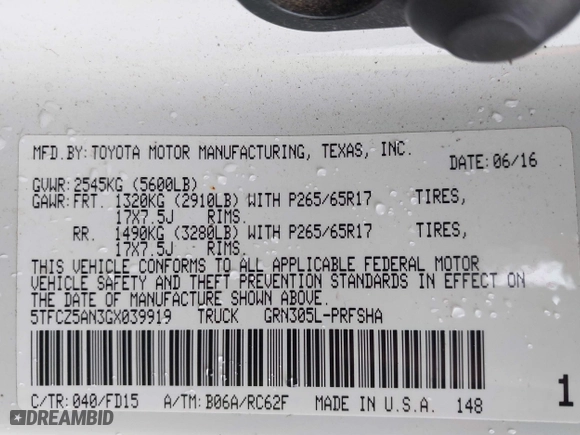 MFD.BY: TOYOTA MOTOR MANUFACTURING, TEXAS, INC.
DATE: 06/16
GVWR: 2545KG (5600LB)
GAWR: FRT. 1320KG (2910LB) WITH P265/65R17 TIRES,
17X7.5J RIMS.
RR. 1490KG (3280LB) WITH P265/65R17 TIRES,
17X7.5J RIMS.
THIS VEHICLE CONFORMS TO ALL APPLICABLE FEDERAL MOTOR
VEHICLE SAFETY AND THEFT PREVENTION STANDARDS IN EFFECT ON
THE DATE OF MANUFACTURE SHOWN ABOVE.
5TFCZ5AN3GX039919 TRUCK GRN305L-PRFSHA
1
C/TR: 040/FD15 A/TM: B06A/RC62F MADE IN U.S.A. 148
DREAMBID